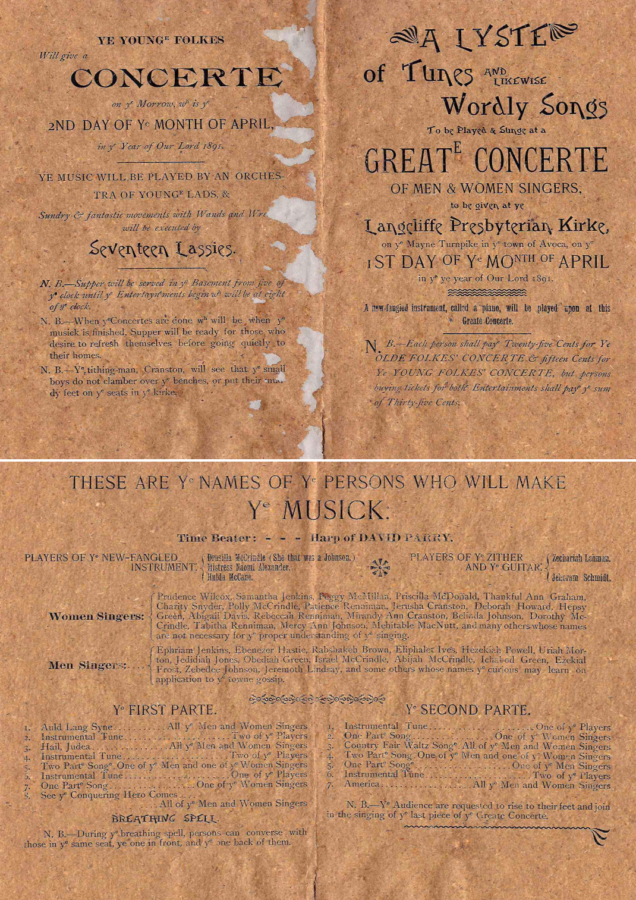 YE YOUNGE FOLKES
Will give a
CONCERTE
on ye Morrow, wh is ye
2ND DAY OF Ye MONTH OF APRIL,
in ye Year of Our Lord 1891.
YE MUSIC WILL BE PLAYED BY AN ORCHES-
TRA OF YOUNGE LADS, &
Sundry & fantastic movements with Wands and
will be executed by
Seventeen Lassies.
N. B.—Supper will be served in ye Basement from five of
ye clock until ye Entertaynments begin wh will be at eight
of ye clock.
N. B.—When ye Concertes are done wh will be when ye
musick is finished, Supper will be ready for those who
desire to refresh themselves before going quietly to
their homes.
N. B.—Ye tithing-man, Cranston, will see that ye small
boys do not clamber over ye benches, or put their mud-
dy feet on ye seats in ye kirke.
A LYSTE
of Tunes AND LIKEWISE
Wordly Songs
To be Played & Sunge at a
GREATE CONCERTE
OF MEN & WOMEN SINGERS,
to be given at ye
Langcliffe Presbyterian Kirke,
on ye Mayne Turnpike in ye town of Avoca, on ye
1ST DAY OF Ye MONTH OF APRIL
in ye year of Our Lord 1891.
A new-fangled instrument, called a piano, will be played upon at this
Greate Concerte.
N. B.—Each person shall pay Twenty-five Cents for Ye
OLDE FOLKES' CONCERTE & fifteen Cents for
Ye YOUNG FOLKES' CONCERTE, but persons
buying tickets for both Entertainments shall pay ye sum
of Thirty-five Cents.
THESE ARE Ye NAMES OF Ye PERSONS WHO WILL MAKE
Ye MUSICK.
Time Beater: - - - Harp of DAVID PARRY.
PLAYERS OF Ye NEW-FANGLED INSTRUMENT.
Drucilla McCrindle (She that was a Johnson.)
Mistress Naomi Alexander.
Hulda McCabe.
PLAYERS OF Ye ZITHER AND Ye GUITAR.
Zechariah Lehman.
Jehoram Schmidt.
Women Singers:
Prudence Wilcox, Samantha Jenkins, Peggy McMillan, Priscilla McDonald, Thankful Ann Graham,
Charity Snyder, Polly McCrindle, Patience Renniman, Jerusha Cranston, Deborah Howard, Hepsy
Green, Abigail Davis, Rebeccah Renniman, Mirandy Ann Cranston, Belinda Johnson, Dorothy Mc-
Crindle, Tabitha Renniman, Mercy Ann Johnson, Mehitable MacNutt, and many others whose names
are not necessary for ye proper understanding of ye singing.
Men Singers:....
Ephriam Jenkins, Ebenezer Hastie, Rabshakeh Brown, Eliphalet Ives, Hezekiah Powell, Uriah Mor-
ton, Jedidiah Jones, Obediah Green, Israel McCrindle, Abijah McCrindle, Ichabod Green, Ezekial
Frost, Zebedee Johnson, Jeremoth Lindsay, and some others whose names ye curious may learn on
application to ye towne gossip.
Ye FIRST PARTE.
1. Auld Lang Syne..........All ye Men and Women Singers
2. Instrumental Tune..........Two of ye Players
3. Hail, Judea..........All ye Men and Women Singers
4. Instrumental Tune..........Two of ye Players
5. Two Parte Songe One of ye Men and one of ye Women Singers
6. Instrumental Tune..........One of ye Players
7. One Parte Song..........One of ye Women Singers
8. See ye Conquering Hero Comes..........
All of ye Men and Women Singers
BREATHING SPELL
N. B.—During ye breathing spell, persons can converse with
those in ye same seat, ye one in front, and ye one back of them.
Ye SECOND PARTE.
1. Instrumental Tune..........One of ye Players
2. One Parte Song..........One of ye Women Singers
3. Country Fair Waltz Songe All of ye Men and Women Singers
4. Two Parte Song. One of ye Men and one of ye Women Singers
5. One Parte Songe..........One of ye Men Singers
6. Instrumental Tune..........Two of ye Players
7. America..........All ye Men and Women Singers
N. B.—Ye Audience are requested to rise to their feet and join
in the singing of ye last piece of ye Greate Concerte.